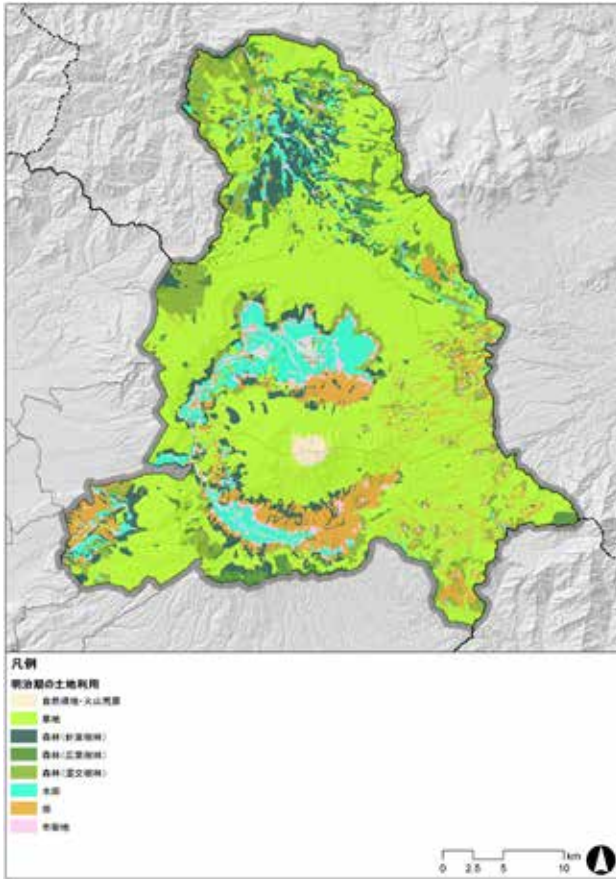 凡例
明治期の土地利用
自然裸地・火山荒原
草地
森林(針葉樹林)
森林(広葉樹林)
森林(混交樹林)
水田
畑
市街地
km
0 2.5 5 10